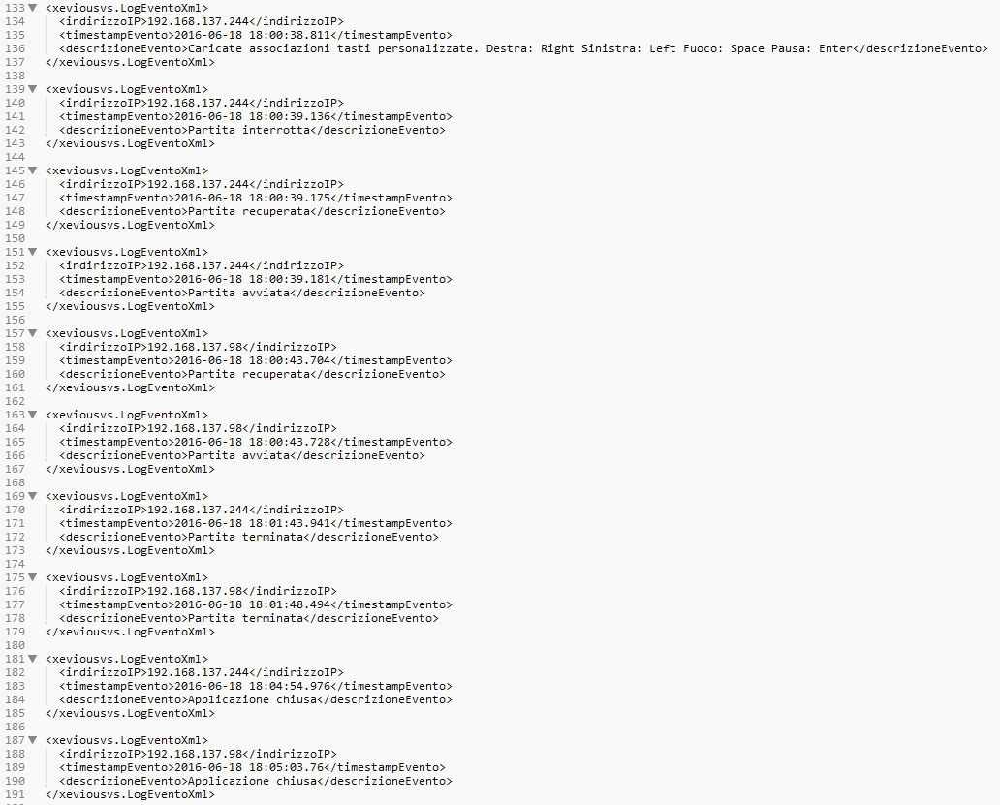 133 <xeviousvs.LogEventoXml>
134 <indirizzoIP>192.168.137.244</indirizzoIP>
135 <timestampEvento>2016-06-18 18:00:38.811</timestampEvento>
136 <descrizioneEvento>Caricate associazioni tasti personalizzate. Destra: Right Sinistra: Left Fuoco: Space Pausa: Enter</descrizioneEvento>
137 </xeviousvs.LogEventoXml>
138
139 <xeviousvs.LogEventoXml>
140 <indirizzoIP>192.168.137.244</indirizzoIP>
141 <timestampEvento>2016-06-18 18:00:39.136</timestampEvento>
142 <descrizioneEvento>Partita interrotta</descrizioneEvento>
143 </xeviousvs.LogEventoXml>
144
145 <xeviousvs.LogEventoXml>
146 <indirizzoIP>192.168.137.244</indirizzoIP>
147 <timestampEvento>2016-06-18 18:00:39.175</timestampEvento>
148 <descrizioneEvento>Partita recuperata</descrizioneEvento>
149 </xeviousvs.LogEventoXml>
150
151 <xeviousvs.LogEventoXml>
152 <indirizzoIP>192.168.137.244</indirizzoIP>
153 <timestampEvento>2016-06-18 18:00:39.181</timestampEvento>
154 <descrizioneEvento>Partita avviata</descrizioneEvento>
155 </xeviousvs.LogEventoXml>
156
157 <xeviousvs.LogEventoXml>
158 <indirizzoIP>192.168.137.98</indirizzoIP>
159 <timestampEvento>2016-06-18 18:00:43.704</timestampEvento>
160 <descrizioneEvento>Partita recuperata</descrizioneEvento>
161 </xeviousvs.LogEventoXml>
162
163 <xeviousvs.LogEventoXml>
164 <indirizzoIP>192.168.137.98</indirizzoIP>
165 <timestampEvento>2016-06-18 18:00:43.728</timestampEvento>
166 <descrizioneEvento>Partita avviata</descrizioneEvento>
167 </xeviousvs.LogEventoXml>
168
169 <xeviousvs.LogEventoXml>
170 <indirizzoIP>192.168.137.244</indirizzoIP>
171 <timestampEvento>2016-06-18 18:01:43.941</timestampEvento>
172 <descrizioneEvento>Partita terminata</descrizioneEvento>
173 </xeviousvs.LogEventoXml>
174
175 <xeviousvs.LogEventoXml>
176 <indirizzoIP>192.168.137.98</indirizzoIP>
177 <timestampEvento>2016-06-18 18:01:48.494</timestampEvento>
178 <descrizioneEvento>Partita terminata</descrizioneEvento>
179 </xeviousvs.LogEventoXml>
180
181 <xeviousvs.LogEventoXml>
182 <indirizzoIP>192.168.137.244</indirizzoIP>
183 <timestampEvento>2016-06-18 18:04:54.976</timestampEvento>
184 <descrizioneEvento>Applicazione chiusa</descrizioneEvento>
185 </xeviousvs.LogEventoXml>
186
187 <xeviousvs.LogEventoXml>
188 <indirizzoIP>192.168.137.98</indirizzoIP>
189 <timestampEvento>2016-06-18 18:05:03.76</timestampEvento>
190 <descrizioneEvento>Applicazione chiusa</descrizioneEvento>
191 </xeviousvs.LogEventoXml>